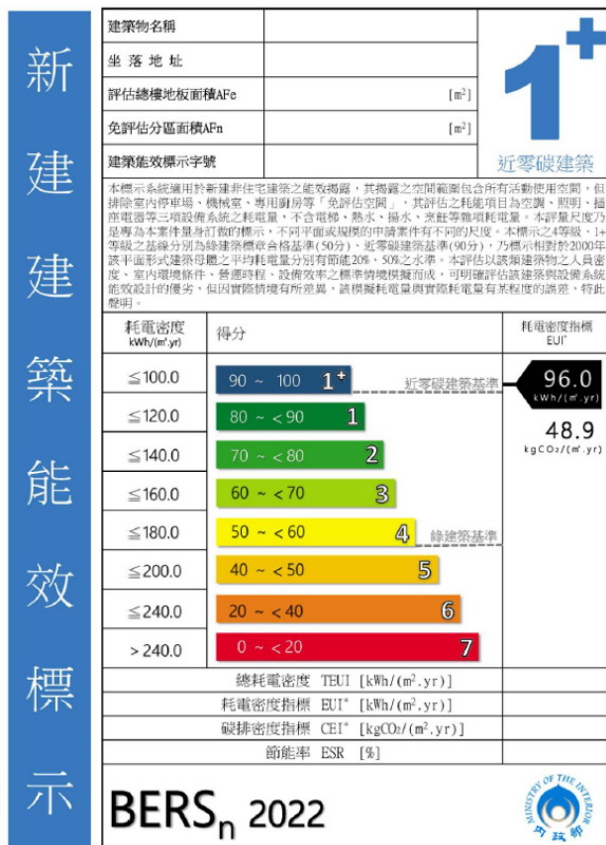 新建建築能效標示
建築物名稱
坐落地址
評估總樓地板面積AFe [m²]
免評估分區面積AFn [m²]
建築能效標示字號
1+
近零碳建築
本標示系統適用於新建非住宅建築之能效揭露，其揭露之空間範圍包含所有活動使用空間，但
排除室內停車場、機械室、專用廚房等「免評估空間」，其評估之耗能項目為空調、照明、插
座電器等三項設備系統之耗電量，不含電梯、熱水、揚水、烹飪等雜項耗電量。本評量尺度乃
是專為本案件量身訂做的標示，不同平面或規模的申請案件有不同的尺度。本標示之4等級、1+
等級之基線分別為綠建築標章合格基準(50分)、近零碳建築基準(90分)，乃標示相對於2000年
該平面形式建築母體之平均耗電量分別有節能20%、50%之水準。本評估以該類建築物之人員密
度、室內環境條件、營運時程、設備效率之標準情境模擬而成，可明確評估該建築與設備系統
能效設計的優劣，但因實際情境有所差異，該模擬耗電量與實際耗電量有某程度的誤差，特此
聲明。
耗電密度 kWh/(㎡.yr)
得分
耗電密度指標 EUI*
≦100.0 90 ~ 100 1+ 近零碳建築基準 96.0
kWh/(㎡.yr)
≦120.0 80 ~ <90 1 48.9
kgCO₂/(㎡.yr)
≦140.0 70 ~ <80 2
≦160.0 60 ~ <70 3
≦180.0 50 ~ <60 4 綠建築基準
≦200.0 40 ~ <50 5
≦240.0 20 ~ <40 6
>240.0 0 ~ <20 7
總耗電密度 TEUI [kWh/(m².yr)]
耗電密度指標 EUI* [kWh/(m².yr)]
碳排密度指標 CEI* [kgCO₂/(m².yr)]
節能率 ESR [%]
BERSn 2022
MINISTRY OF THE INTERIOR
內政部